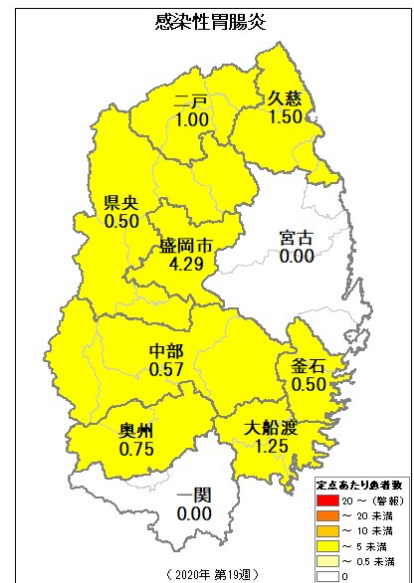 感染性胃腸炎
二戸
1.00
久慈
1.50
県央
0.50
盛岡市
4.29
宮古
0.00
中部
0.57
釜石
0.50
奥州
0.75
大船渡
1.25
一関
0.00
定点あたり患者数
20 ～ (警報)
～ 20 未満
～ 10 未満
～ 5 未満
～ 0.5 未満
0
（2020年 第19週）